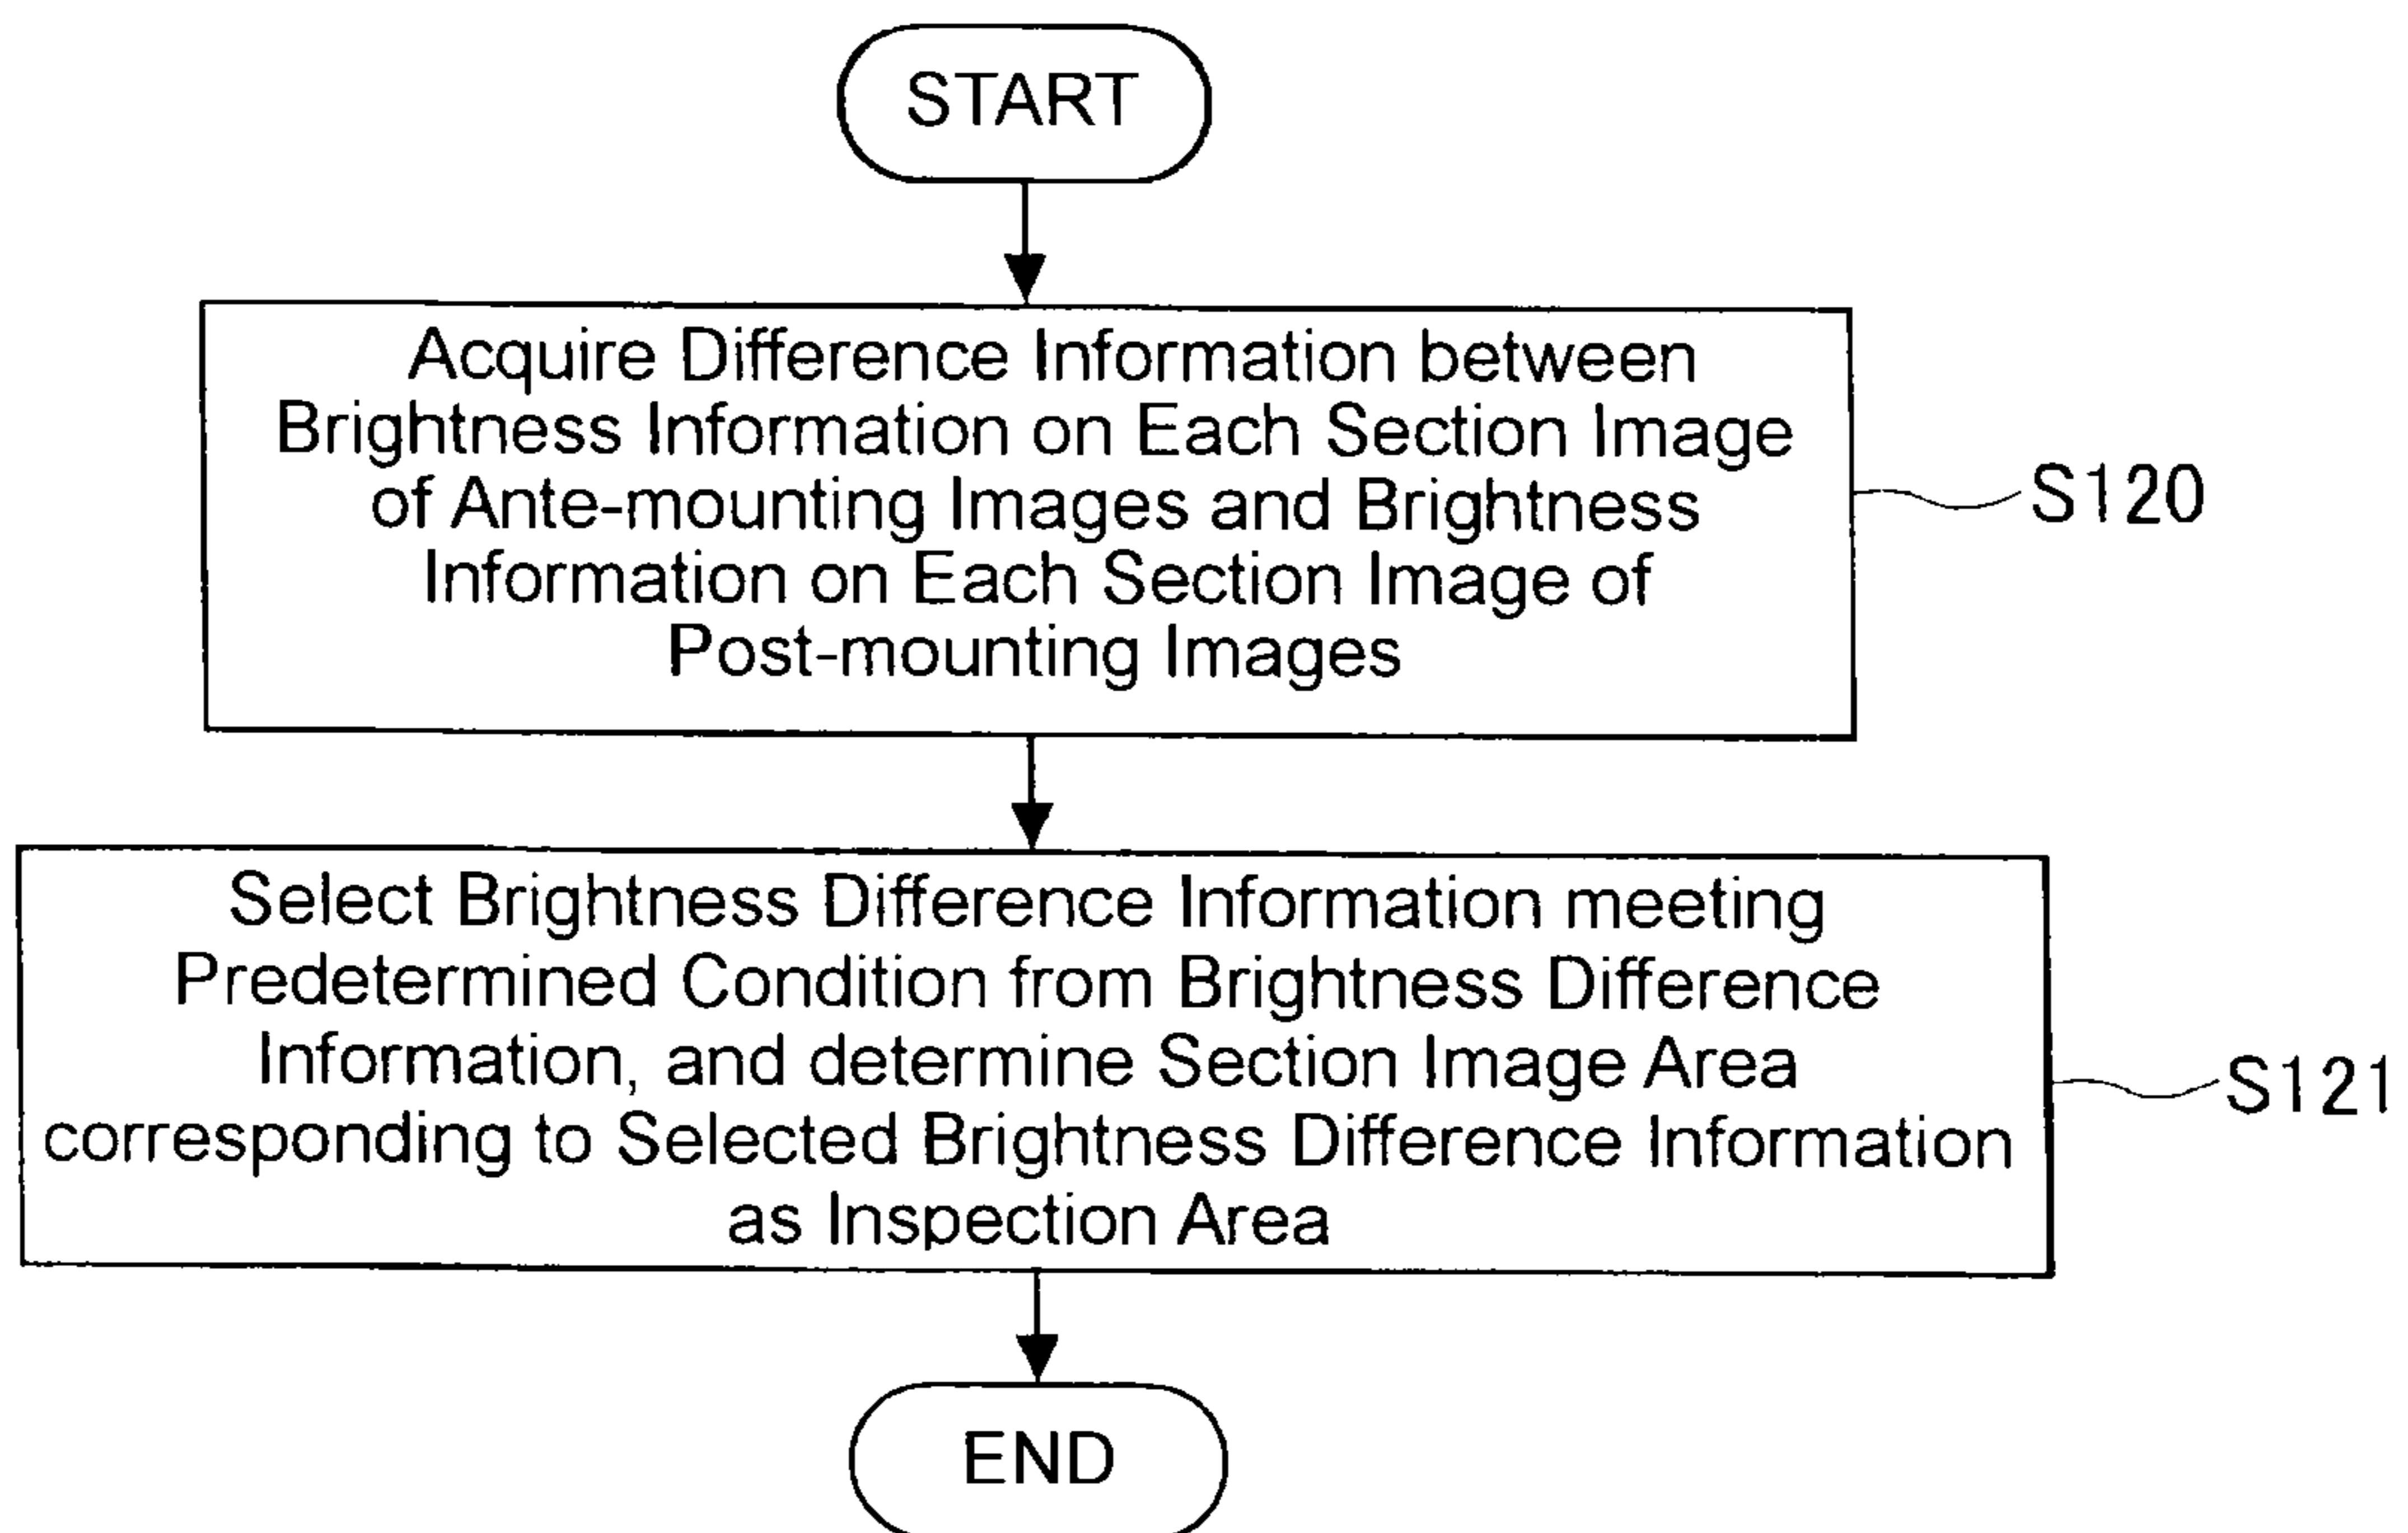 START
Acquire Difference Information between
Brightness Information on Each Section Image
of Ante-mounting Images and Brightness
Information on Each Section Image of
Post-mounting Images
S120
Select Brightness Difference Information meeting
Predetermined Condition from Brightness Difference
Information, and determine Section Image Area
corresponding to Selected Brightness Difference Information
as Inspection Area
S121
END